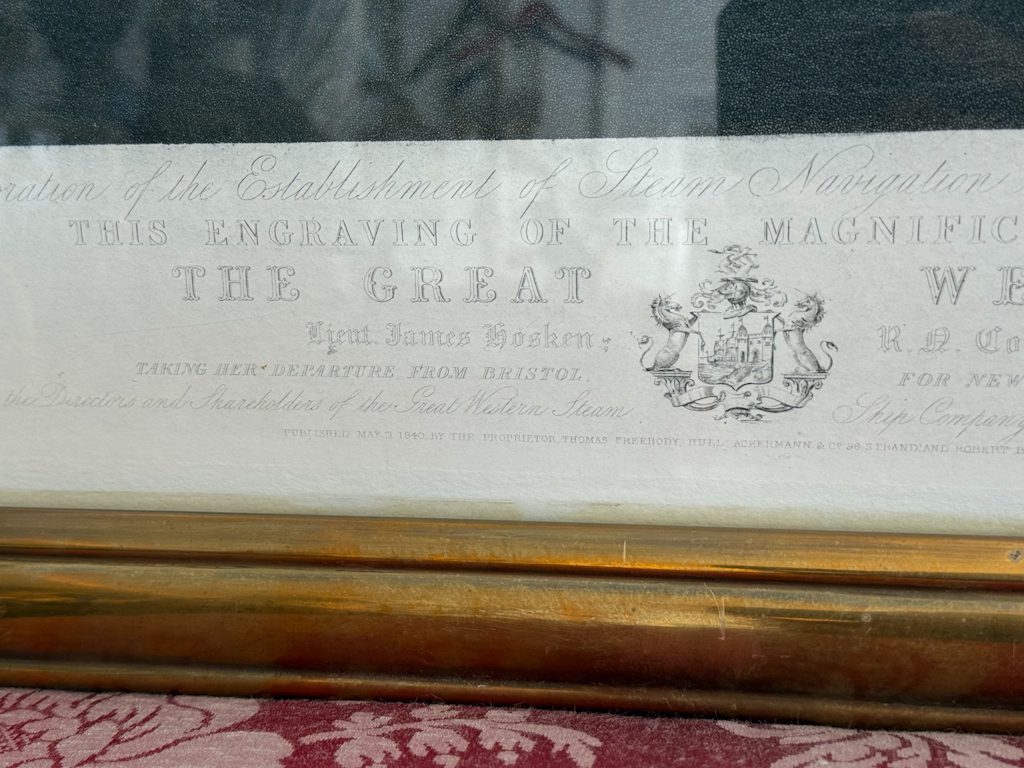 oration of the Establishment of Steam Navigation
THIS ENGRAVING OF THE MAGNIFIC
THE GREAT WE
Lieut. James Hosken; R.N. Co
TAKING HER DEPARTURE FROM BRISTOL FOR NEW
the Directors and Shareholders of the Great Western Steam Ship Company
PUBLISHED MAY 1840, BY THE PROPRIETOR THOMAS FREEBODY, HULL; ACKERMANN & Co 96 STRAND: AND ROBERT